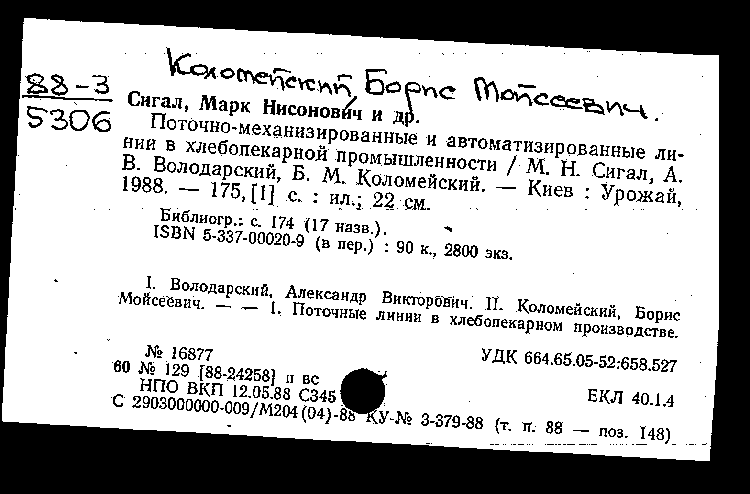 Коломейский, Борис Мойсеевич.
88-3
5306
Сигал, Марк Нисонович и др.
Поточно-механизированные и автоматизированные ли-
нии в хлебопекарной промышленности / М. Н. Сигал, А.
В. Володарский, Б. М. Коломейский. — Киев : Урожай,
1988. — 175, [1] с. : ил.; 22 см.
Библиогр.: с. 174 (17 назв.).
ISBN 5-337-00020-9 (в пер.) : 90 к., 2800 экз.
I. Володарский, Александр Викторович. II. Коломейский, Борис
Мойсеевич. — — 1. Поточные линии в хлебопекарном производстве.
№ 16877
УДК 664.65.05-52:658.527
60 № 129 [88-24258] п вс
НПО ВКП 12.05.88 С345
ЕКЛ 40.1.4
С 2903000000-009/М204(04)-88 КУ-№ 3-379-88 (т. п. 88 — поз. 148)